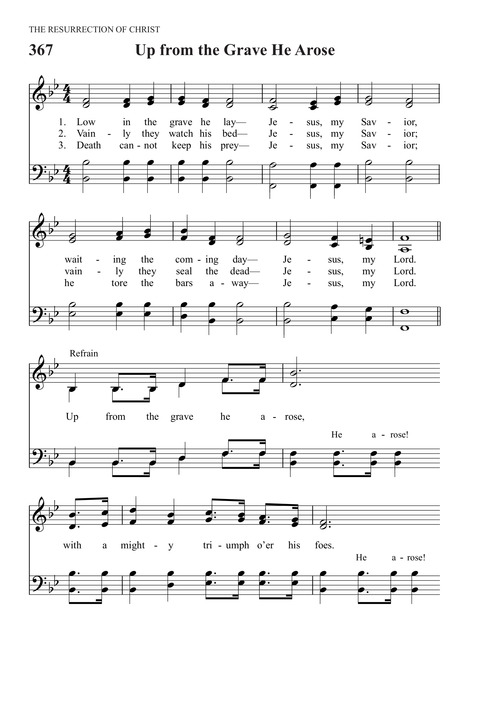 THE RESURRECTION OF CHRIST
367 Up from the Grave He Arose
1. Low in the grave he lay— Je - sus, my Sav - ior,
2. Vain - ly they watch his bed— Je - sus, my Sav - ior;
3. Death can - not keep his prey— Je - sus, my Sav - ior;
wait - ing the com - ing day— Je - sus, my Lord.
vain - ly they seal the dead— Je - sus, my Lord.
he tore the bars a - way— Je - sus, my Lord.
Refrain
Up from the grave he a - rose,
He a - rose!
with a might - y tri - umph o'er his foes.
He a - rose!